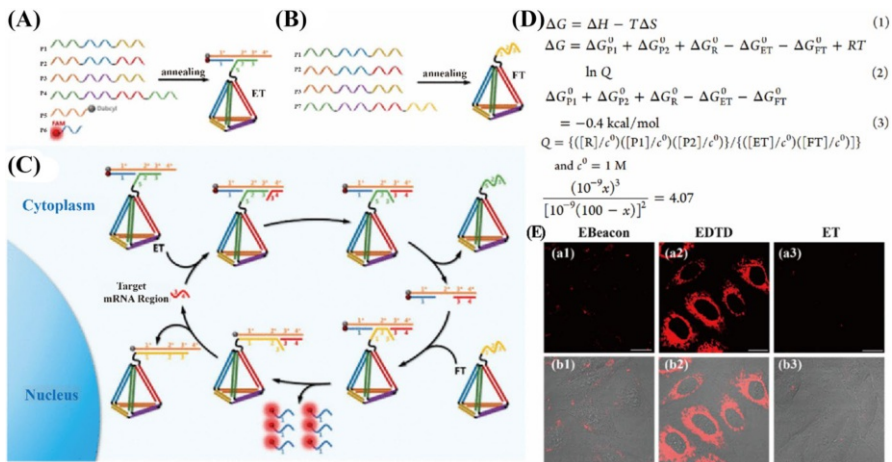 (A)
P1
P2
P3
P4
P5
P6
Dabcyl
FAM
annealing
ET
(B)
P1
P2
P3
P7
annealing
FT
(C)
Cytoplasm
ET
Target
mRNA Region
Nucleus
FT
(D)
ΔG = ΔH − TΔS (1)
ΔG = ΔG⁰P1 + ΔG⁰P2 + ΔG⁰R − ΔG⁰ET − ΔG⁰FT + RT
ln Q (2)
ΔG⁰P1 + ΔG⁰P2 + ΔG⁰R − ΔG⁰ET − ΔG⁰FT
= −0.4 kcal/mol (3)
Q = {([R]/c⁰)([P1]/c⁰)([P2]/c⁰)}/{([ET]/c⁰)([FT]/c⁰)]}
and c⁰ = 1 M
(10⁻⁹x)³
[10⁻⁹(100 − x)]² = 4.07
(E)
EBeacon EDTD ET
(a1) (a2) (a3)
(b1) (b2) (b3)